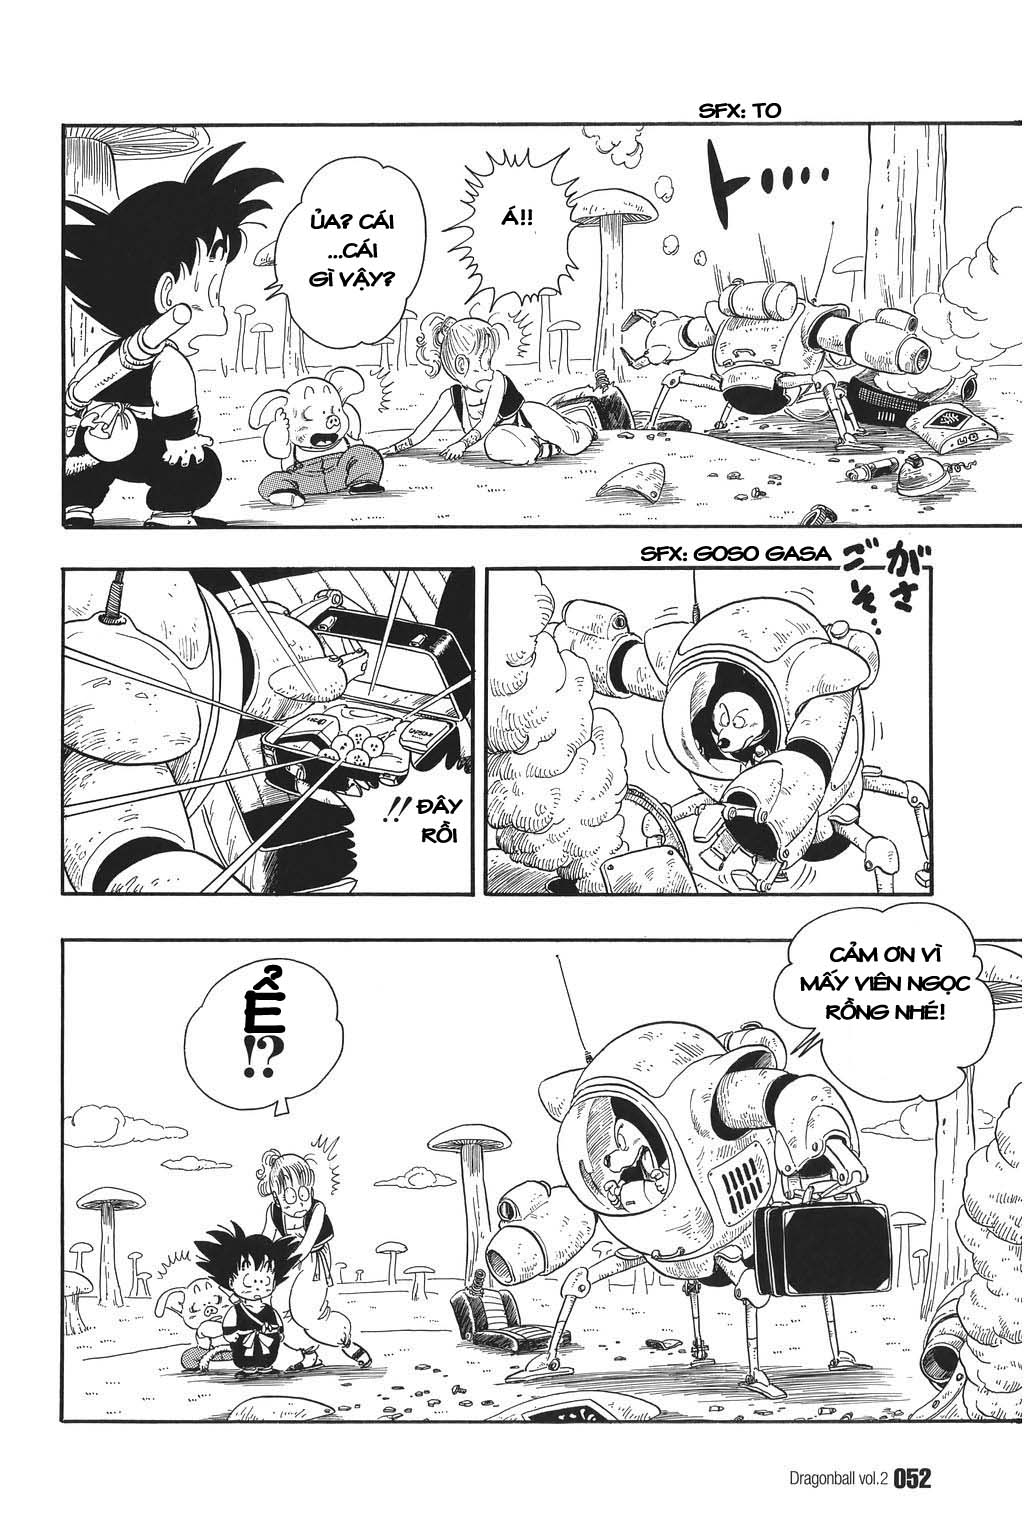 SFX: TO
ト....
Á!!
ỦA? CÁI
...CÁI
GÌ VẬY?
SFX: GOSO GASA
がさ
ごそ...
!! ĐÂY
RỒI
CẢM ƠN VÌ
MẤY VIÊN NGỌC
RỒNG NHÉ!
Ể
!?
Dragonball vol.2 052